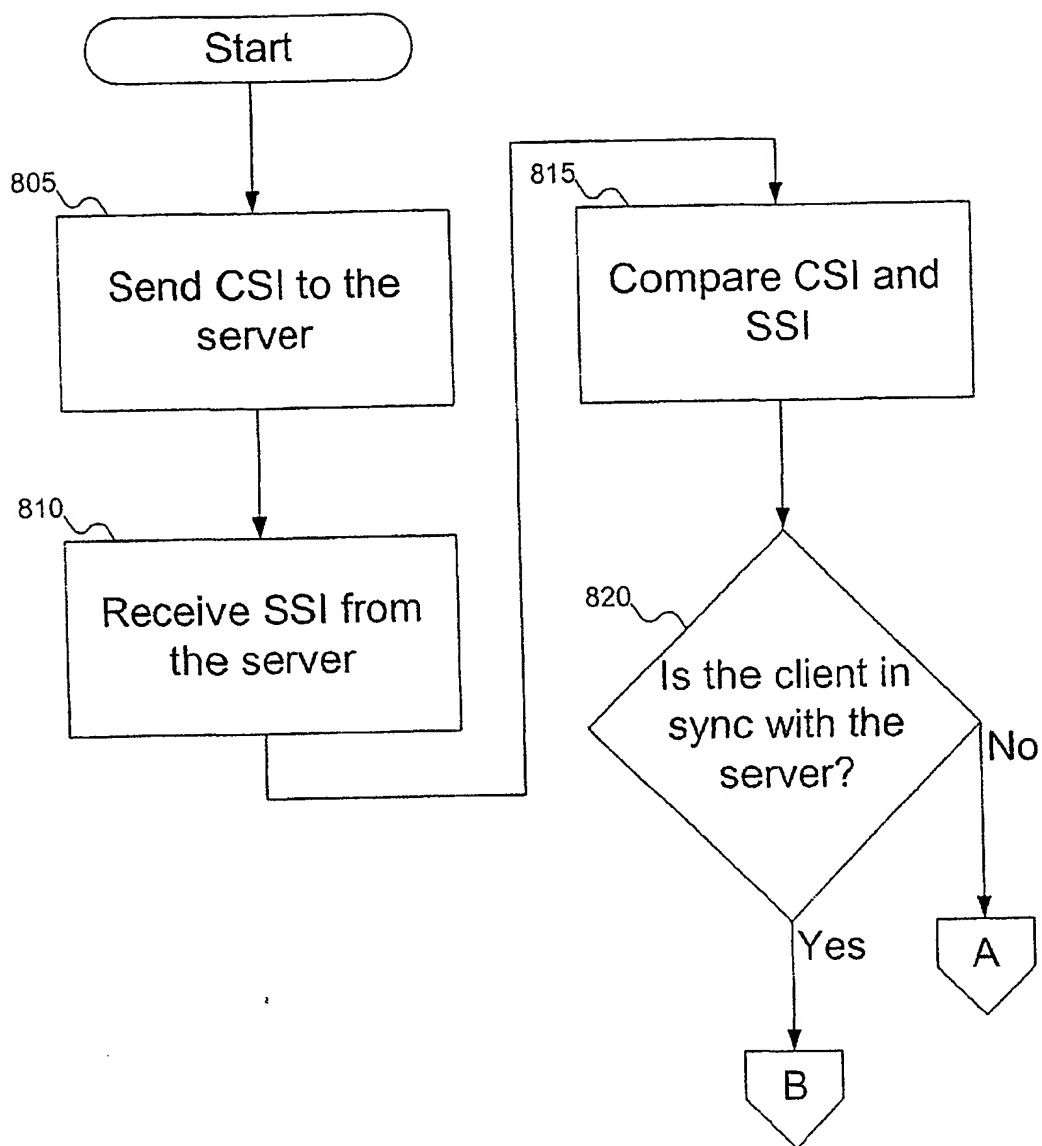 Start
805
Send CSI to the
server
810
Receive SSI from
the server
815
Compare CSI and
SSI
820
Is the client in
sync with the
server?
No
Yes
A
B